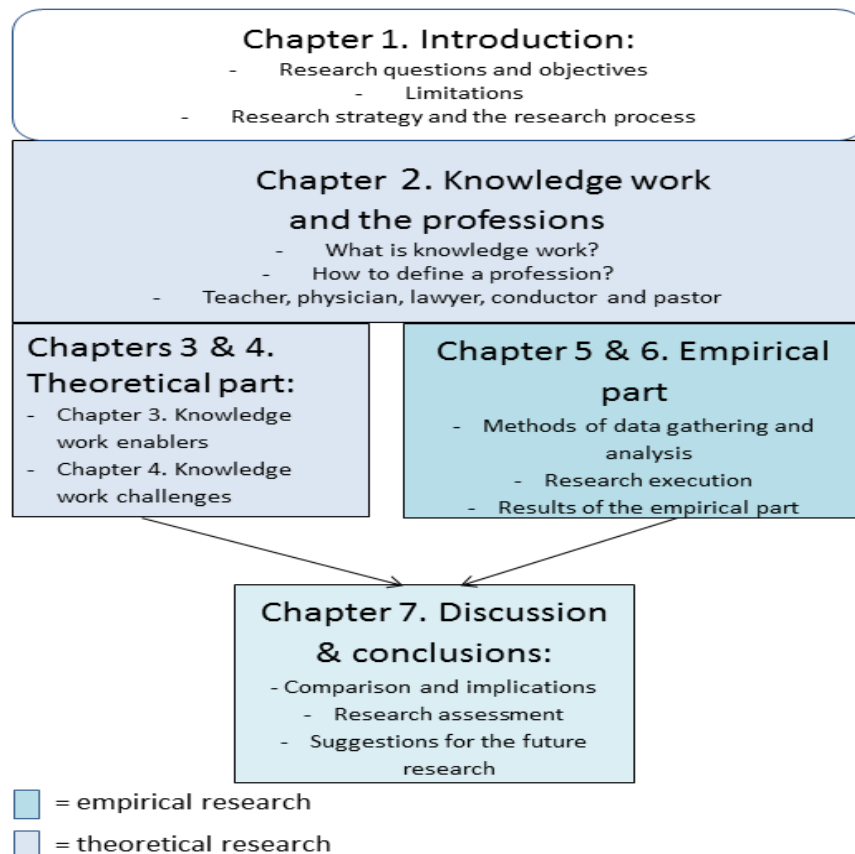 Chapter 1. Introduction:
- Research questions and objectives
- Limitations
- Research strategy and the research process
Chapter 2. Knowledge work
and the professions
- What is knowledge work?
- How to define a profession?
- Teacher, physician, lawyer, conductor and pastor
Chapters 3 & 4.
Theoretical part:
- Chapter 3. Knowledge
work enablers
- Chapter 4. Knowledge
work challenges
Chapter 5 & 6. Empirical
part
- Methods of data gathering and
analysis
- Research execution
- Results of the empirical part
Chapter 7. Discussion
& conclusions:
- Comparison and implications
- Research assessment
- Suggestions for the future
research
= empirical research
= theoretical research